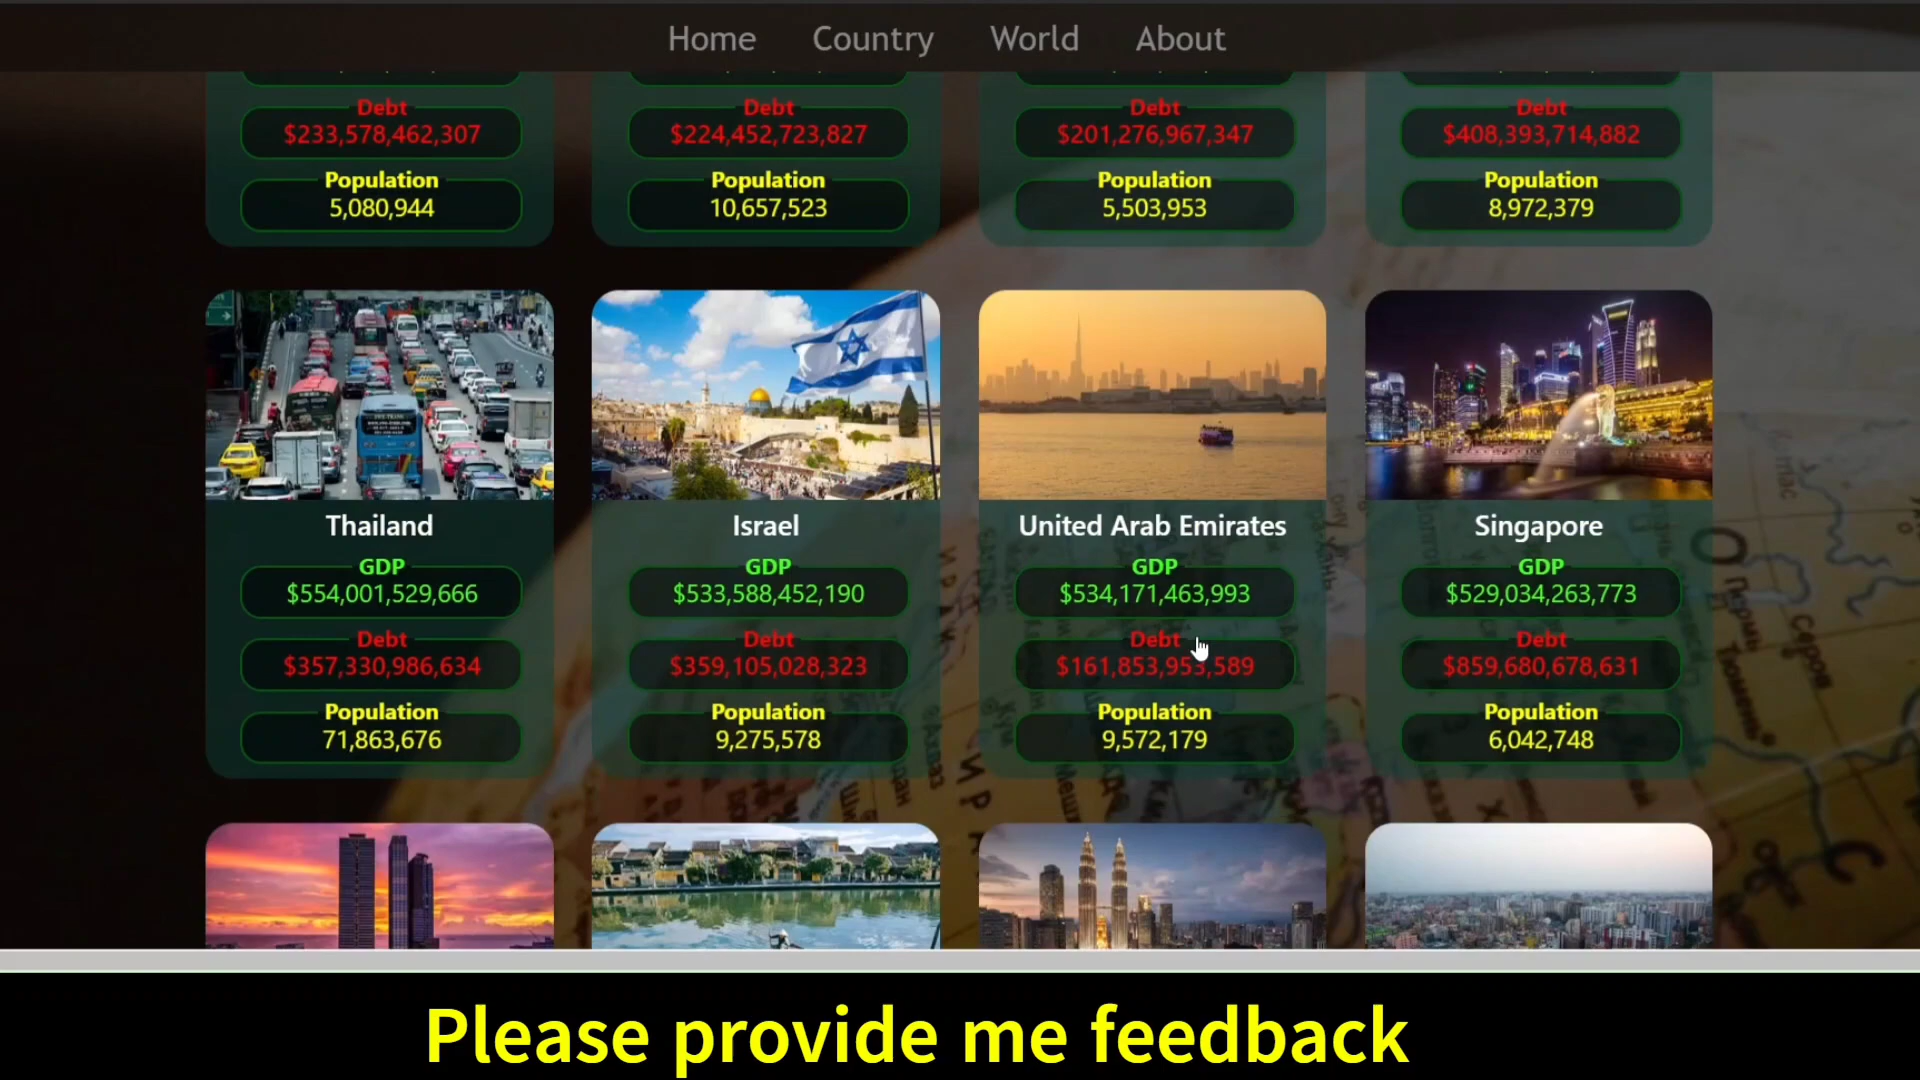 Home Country World About
Debt Debt Debt Debt
$233,578,462,307 $224,452,723,827 $201,276,967,347 $408,393,714,882
Population Population Population Population
5,080,944 10,657,523 5,503,953 8,972,379
Thailand Israel United Arab Emirates Singapore
GDP GDP GDP GDP
$554,001,529,666 $533,588,452,190 $534,171,463,993 $529,034,263,773
Debt Debt Debt Debt
$357,330,986,634 $359,105,028,323 $161,853,953,589 $859,680,678,631
Population Population Population Population
71,863,676 9,275,578 9,572,179 6,042,748
Please provide me feedback